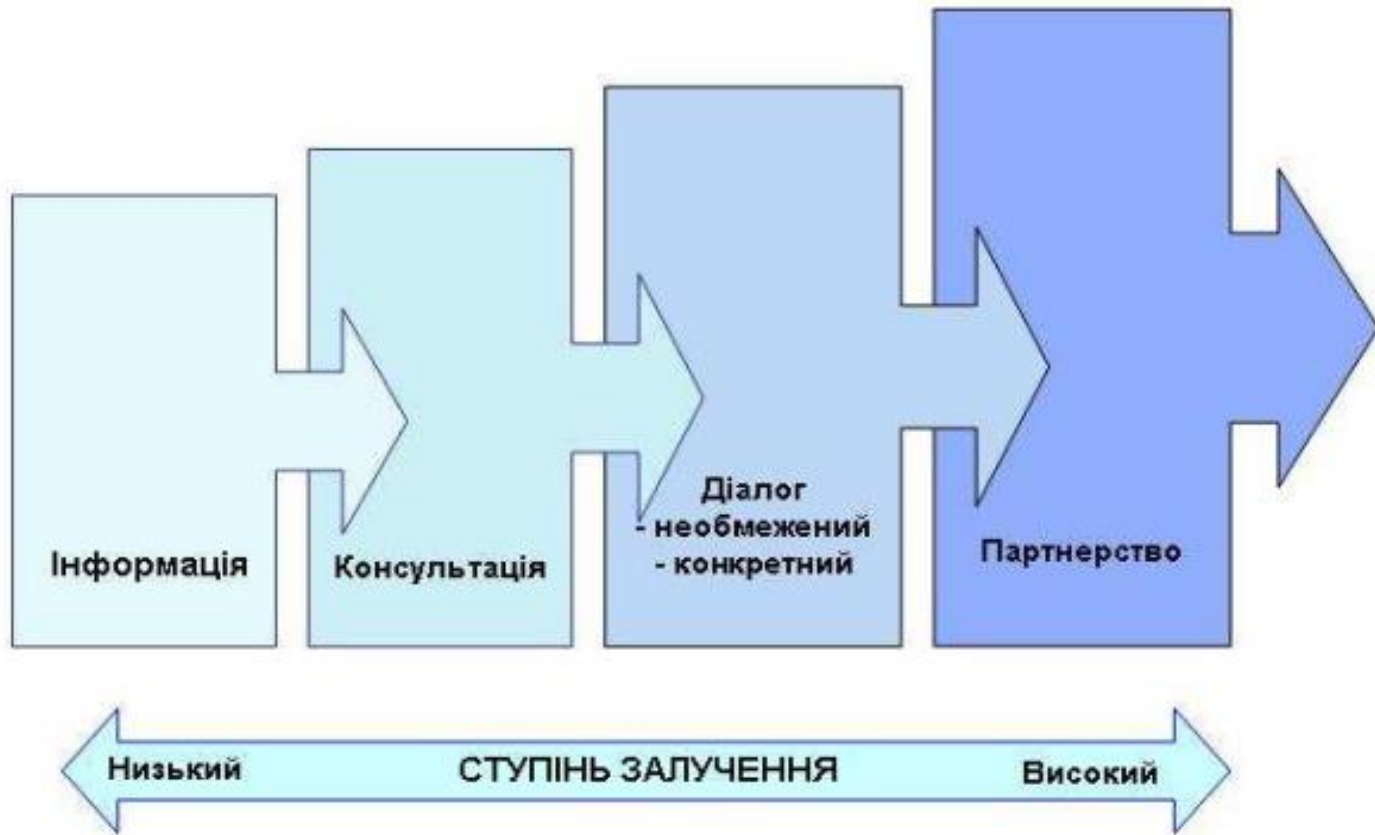 Інформація
Консультація
Діалог
- необмежений
- конкретний
Партнерство
Низький
СТУПІНЬ ЗАЛУЧЕННЯ
Високий